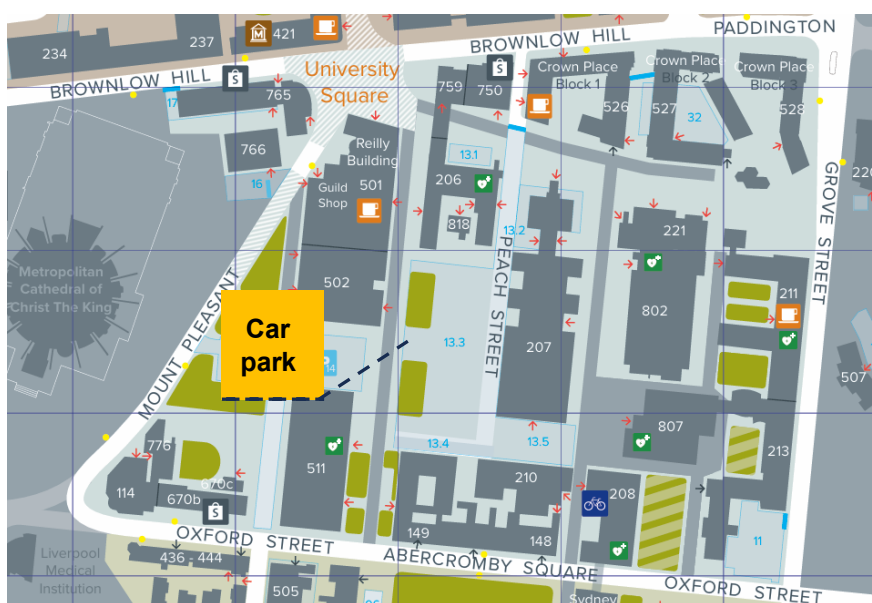 234
237
421
M
BROWNLOW HILL
BROWNLOW HILL
PADDINGTON
S
S
University
Square
17
765
759
750
Crown Place
Block 1
Crown Place
Block 2
Crown Place
Block 3
526
527
32
528
766
16
Reilly
Building
Guild
Shop
501
13.1
206
818
13.2
221
GROVE STREET
220
Metropolitan
Cathedral of
Christ The King
MOUNT PLEASANT
502
PEACH STREET
802
211
Car
park
14
13.3
207
507
776
114
670c
670b
S
511
13.4
13.5
210
807
213
208
149
148
11
OXFORD STREET
ABERCROMBY SQUARE
OXFORD STREET
Liverpool
Medical
Institution
436 - 444
505
Sydney